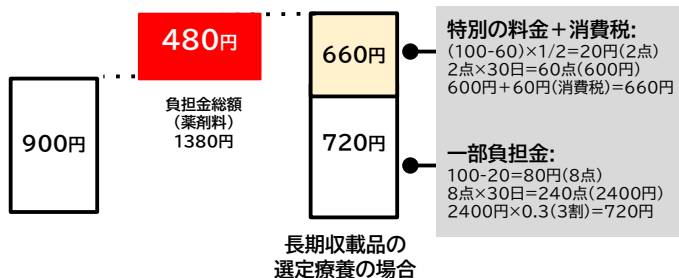 900円
480円
負担金総額
(薬剤料)
1380円
660円
720円
長期収載品の
選定療養の場合
特別の料金+消費税:
(100-60)×1/2=20円(2点)
2点×30日=60点(600円)
600円+60円(消費税)=660円
一部負担金:
100-20=80円(8点)
8点×30日=240点(2400円)
2400円×0.3(3割)=720円